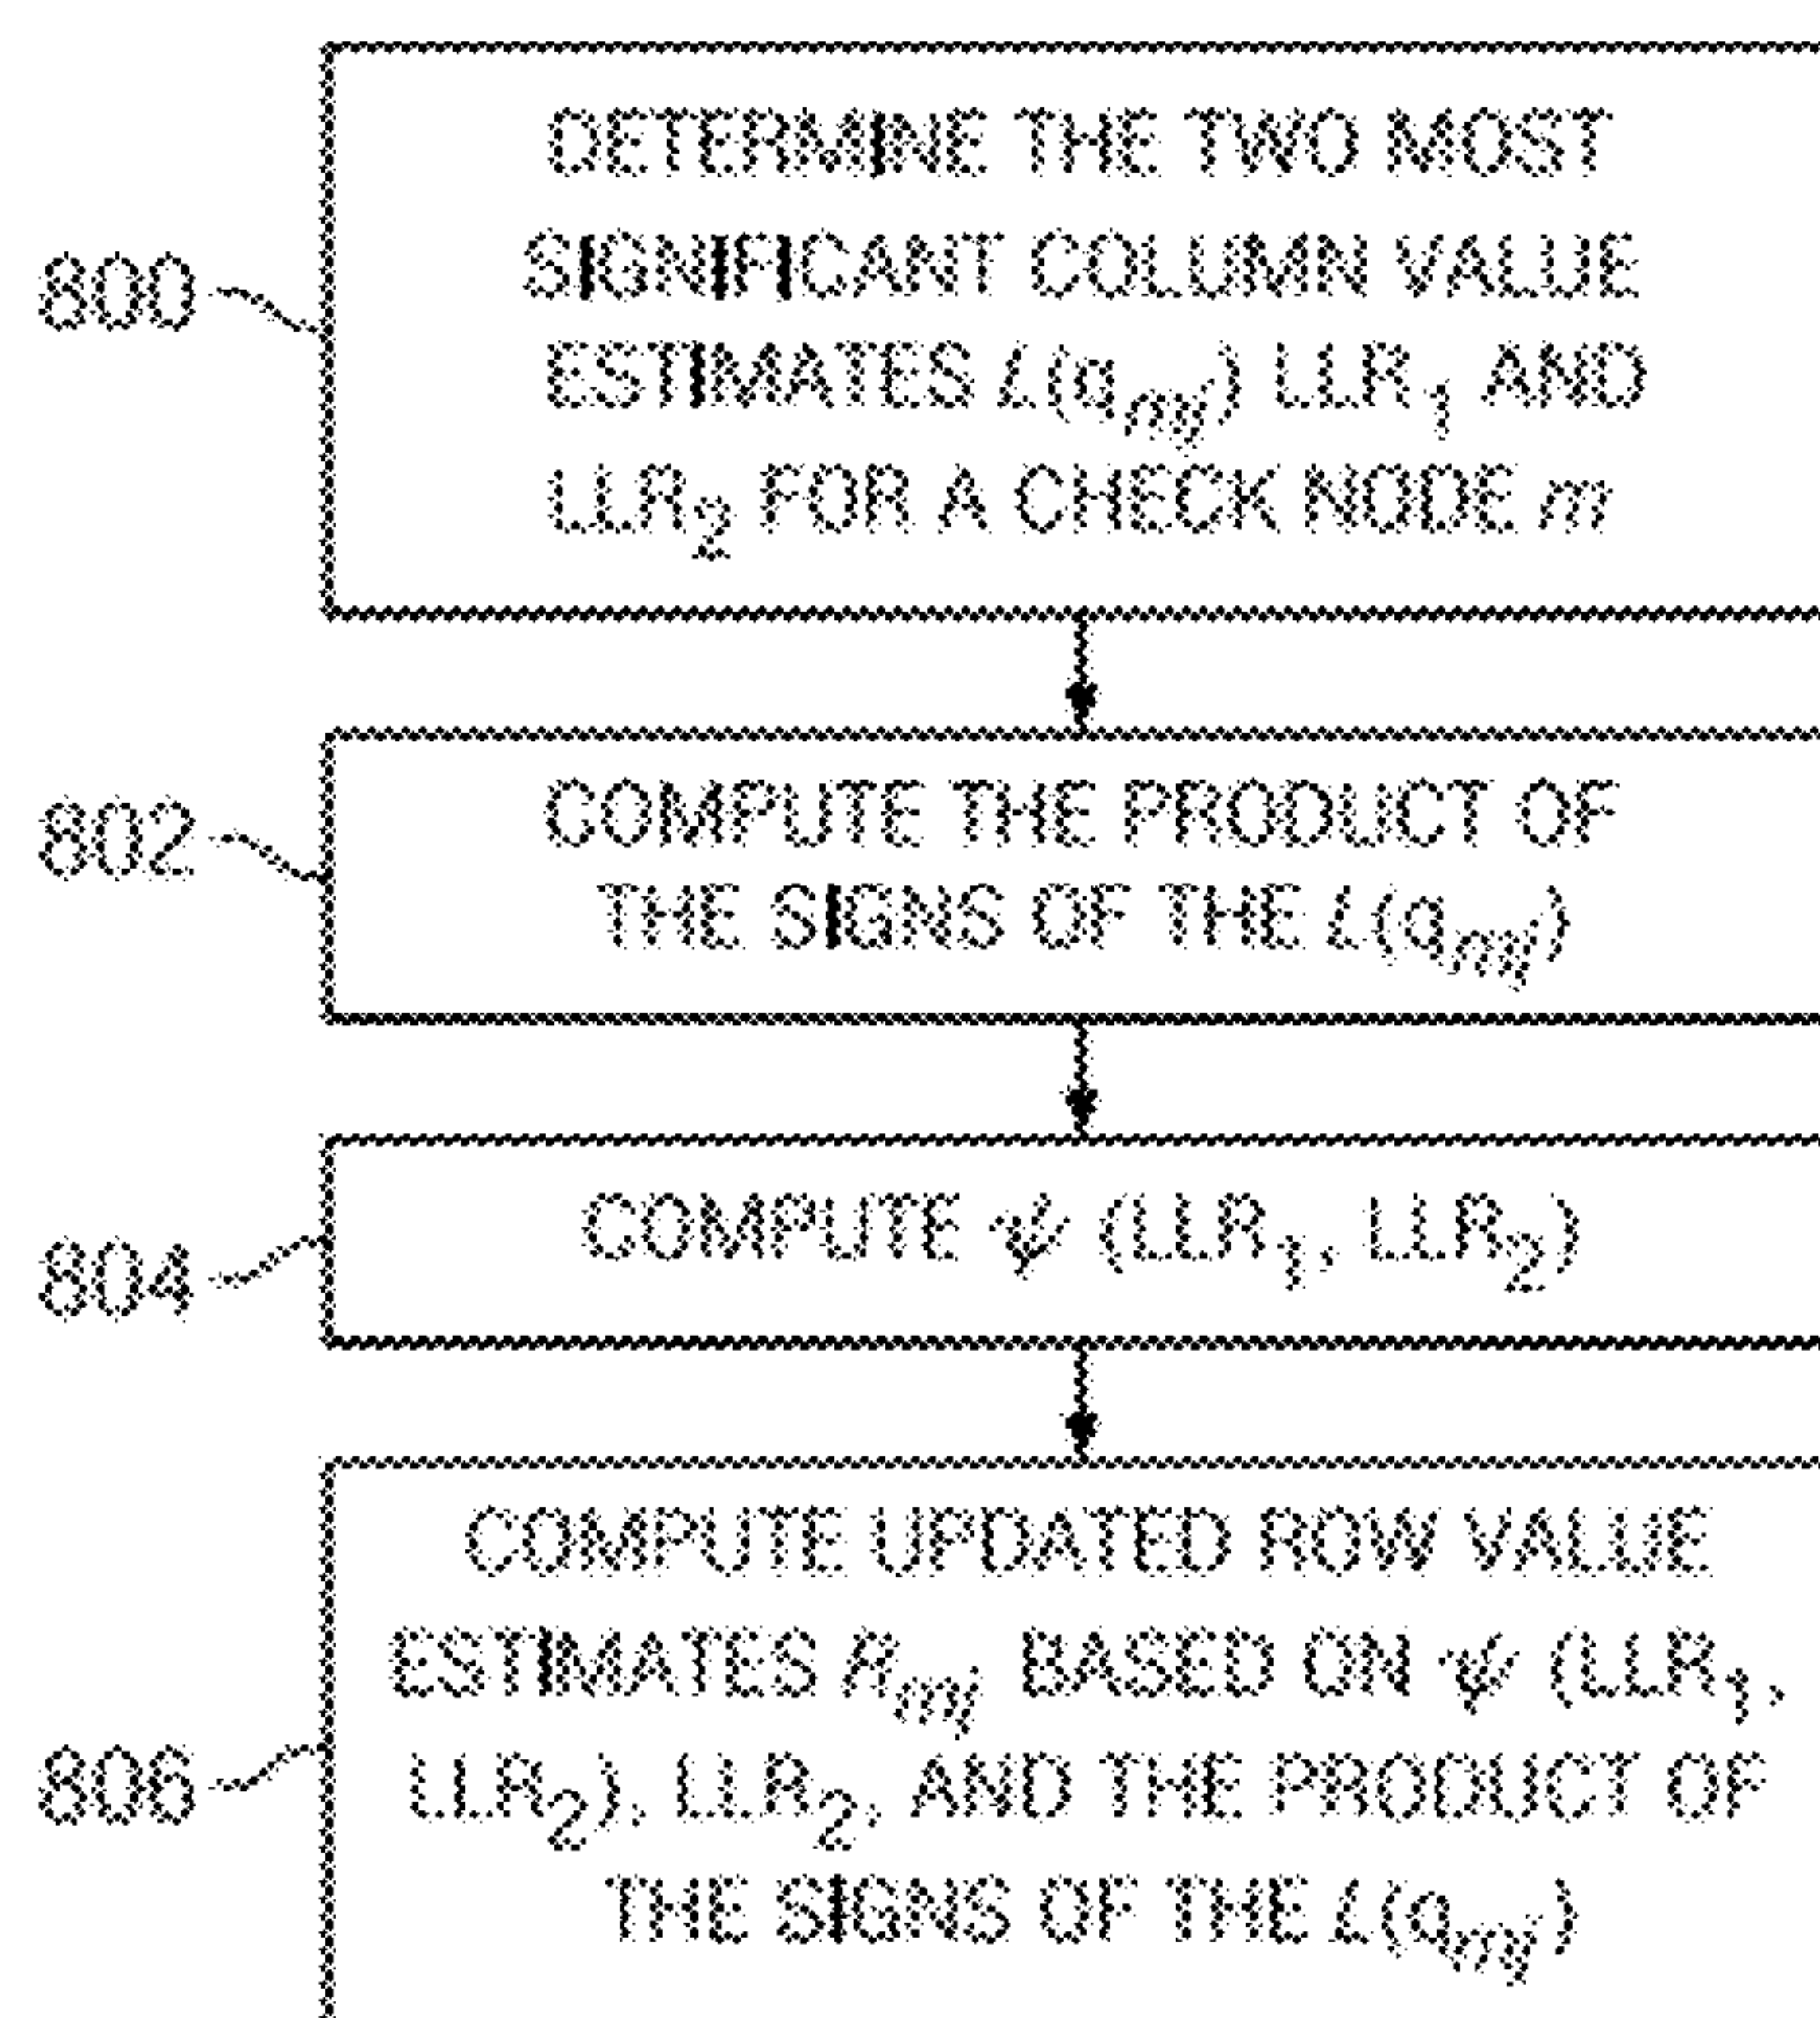 DETERMINE THE TWO MOST
SIGNIFICANT COLUMN VALUE
800
ESTIMATES L(qmj) LLR1 AND
LLR2 FOR A CHECK NODE m
COMPUTE THE PRODUCT OF
802
THE SIGNS OF THE L(qmj)
COMPUTE ψ (LLR1, LLR2)
804
COMPUTE UPDATED ROW VALUE
ESTIMATES Rmj BASED ON ψ (LLR1,
806
LLR2), LLR2, AND THE PRODUCT OF
THE SIGNS OF THE L(qmj)